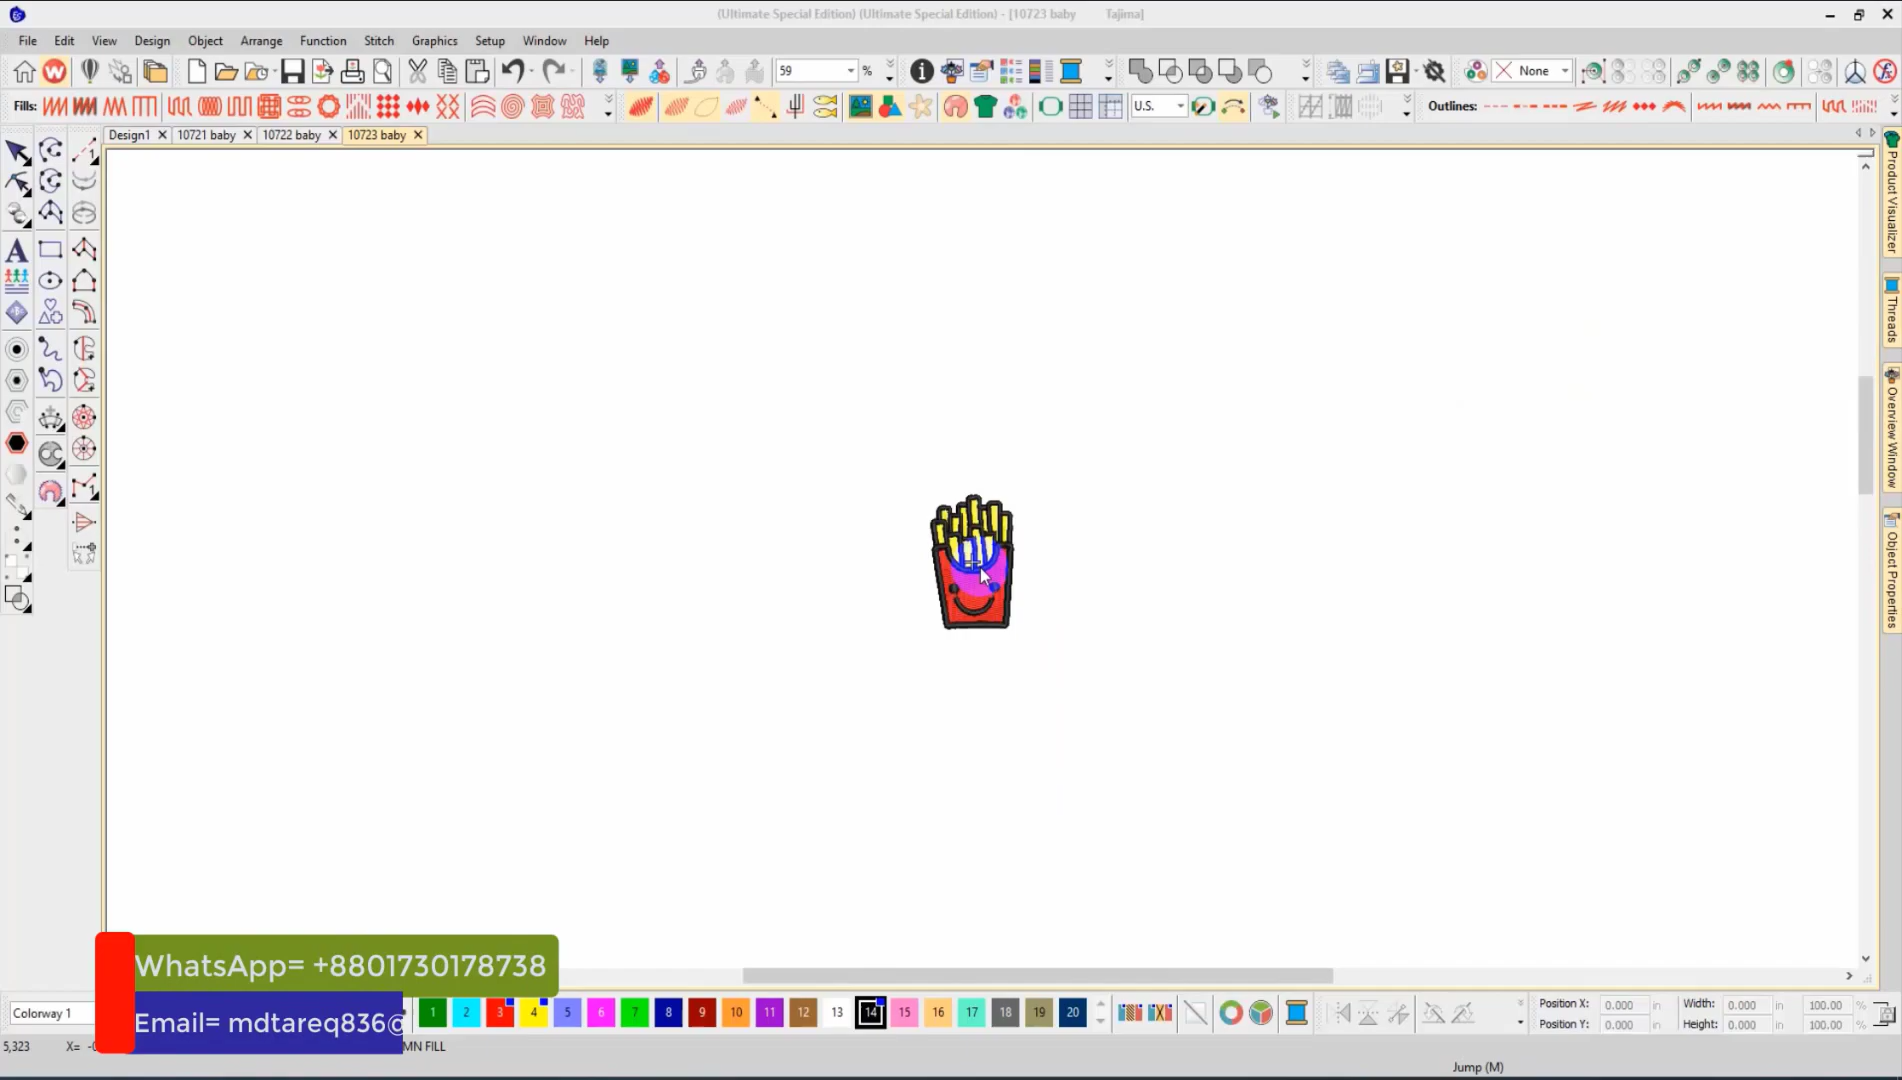 (Ultimate Special Edition) (Ultimate Special Edition) - [10723 baby Tajima]
File Edit View Design Object Arrange Function Stitch Graphics Setup Window Help
59 %
None
Fills:
U.S.
Outlines:
Design1 10721 baby 10722 baby 10723 baby
Product Visualizer
Threads
Overview Window
Object Properties
WhatsApp= +8801730178738
Email= mdtareq836@
Colorway 1
1 2 3 4 5 6 7 8 9 10 11 12 13 14 15 16 17 18 19 20
Position X: 0.000 in Width: 0.000 in 100.00 %
Position Y: 0.000 in Height: 0.000 in 100.00 %
5,323 X= MN FILL
Jump (M)